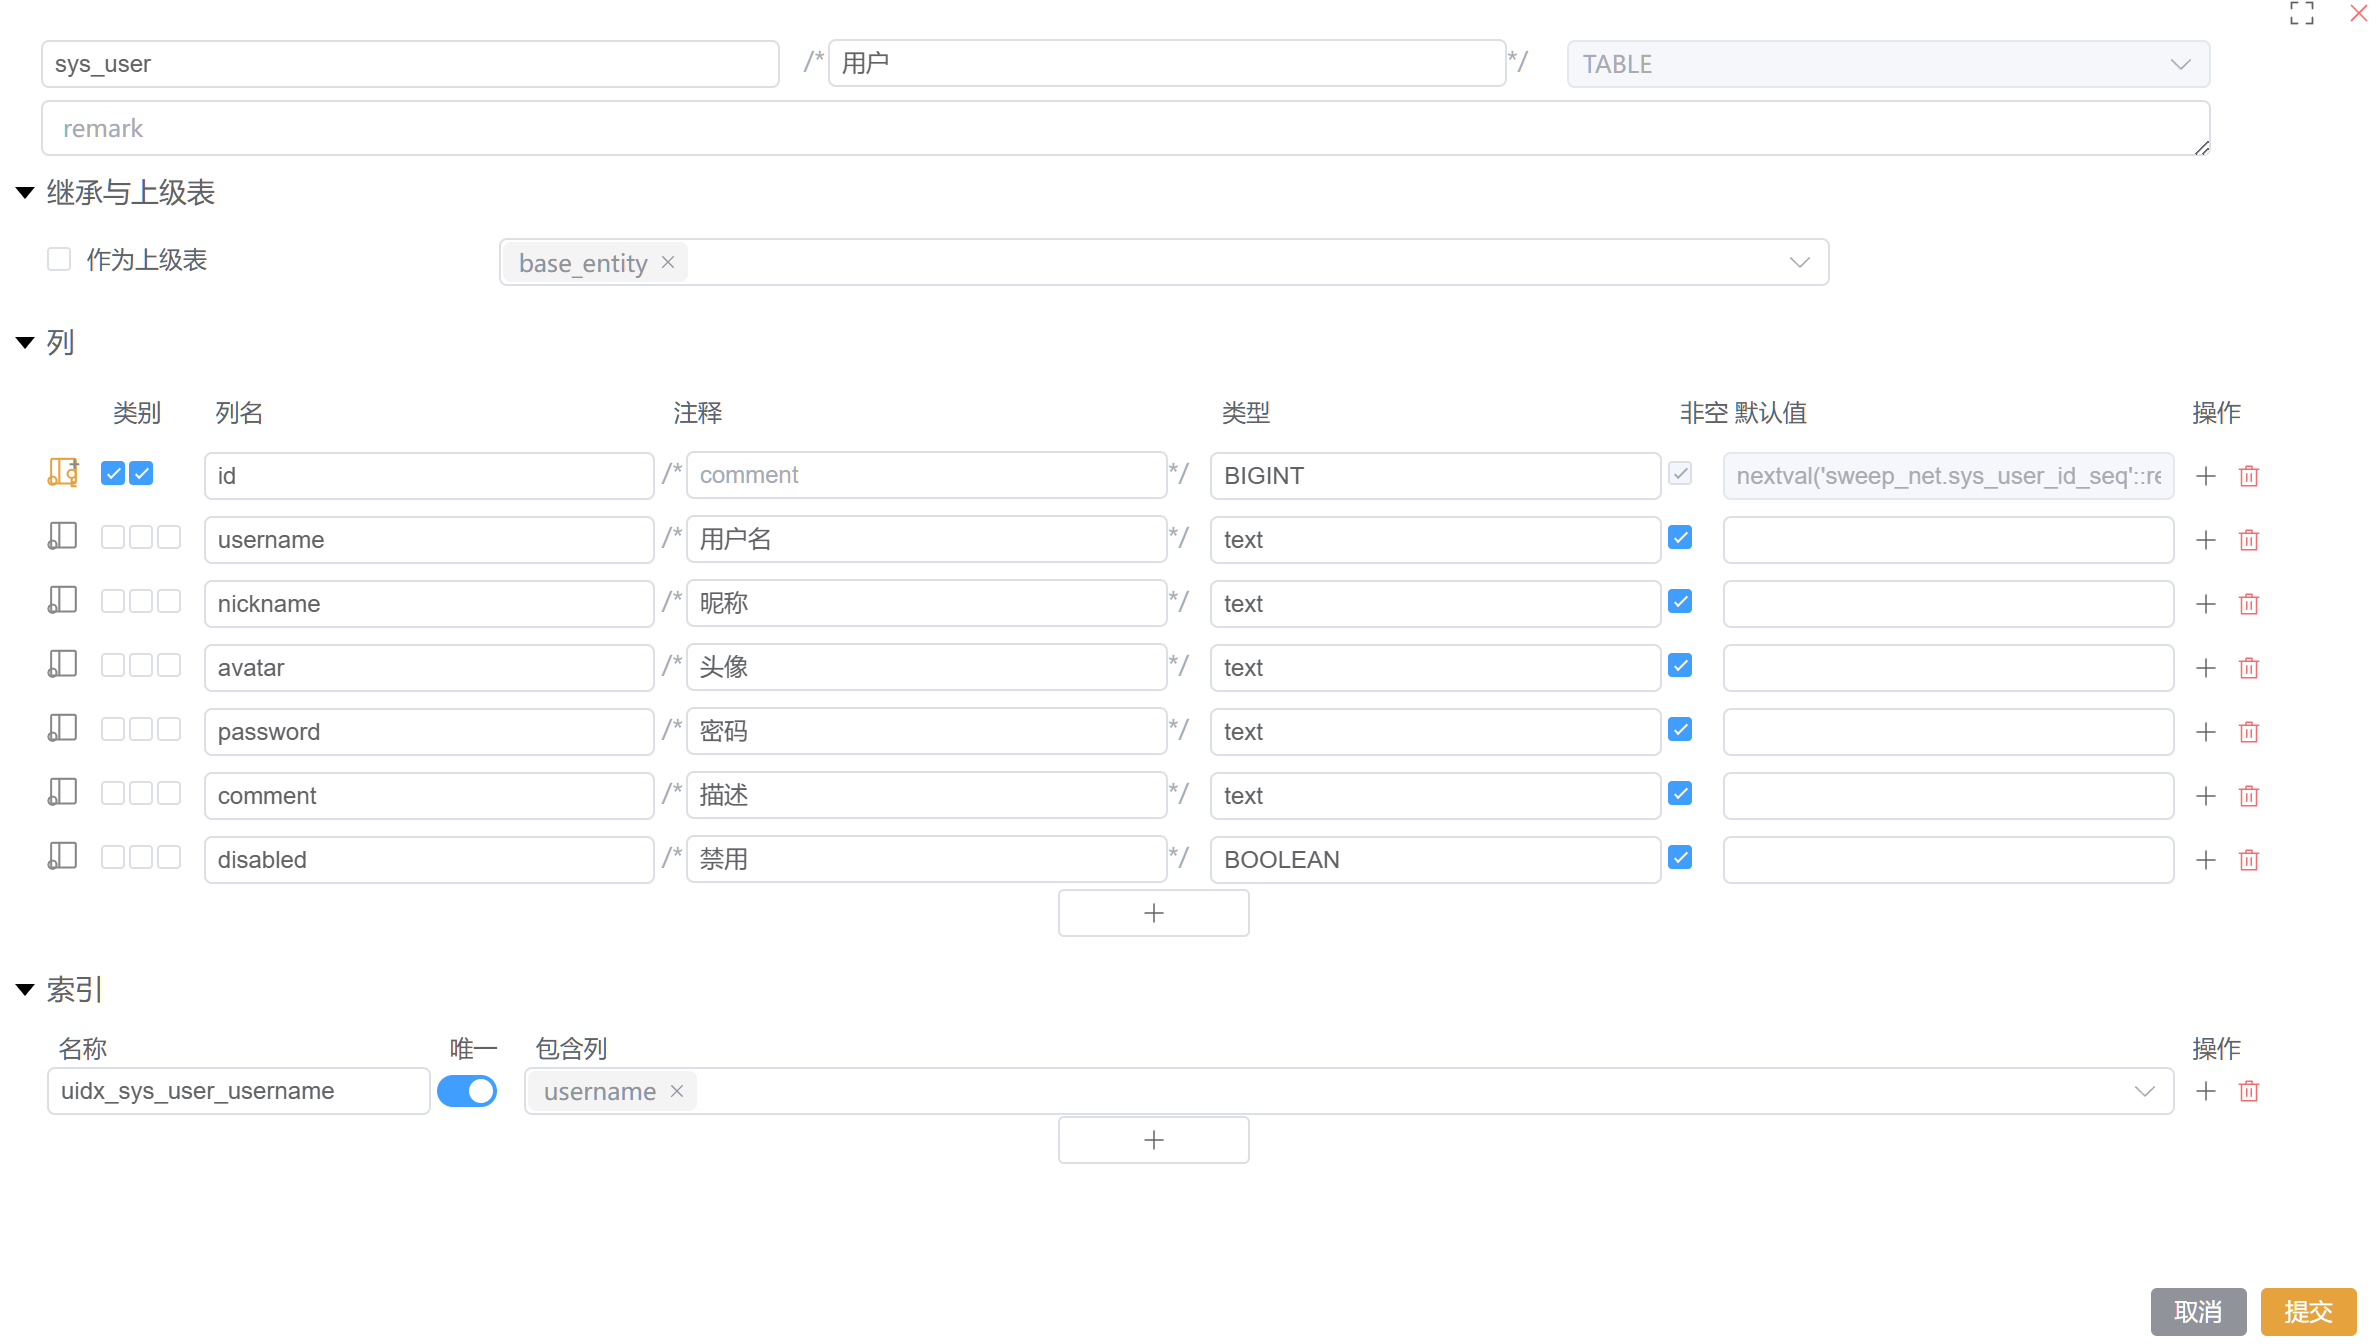 sys_user /* 用户 */ TABLE
remark
继承与上级表
作为上级表 base_entity
列
类别 列名 注释 类型 非空 默认值 操作
id /* comment */ BIGINT nextval('sweep_net.sys_user_id_seq'::re
username /* 用户名 */ text
nickname /* 昵称 */ text
avatar /* 头像 */ text
password /* 密码 */ text
comment /* 描述 */ text
disabled /* 禁用 */ BOOLEAN
索引
名称 唯一 包含列 操作
uidx_sys_user_username username
取消 提交